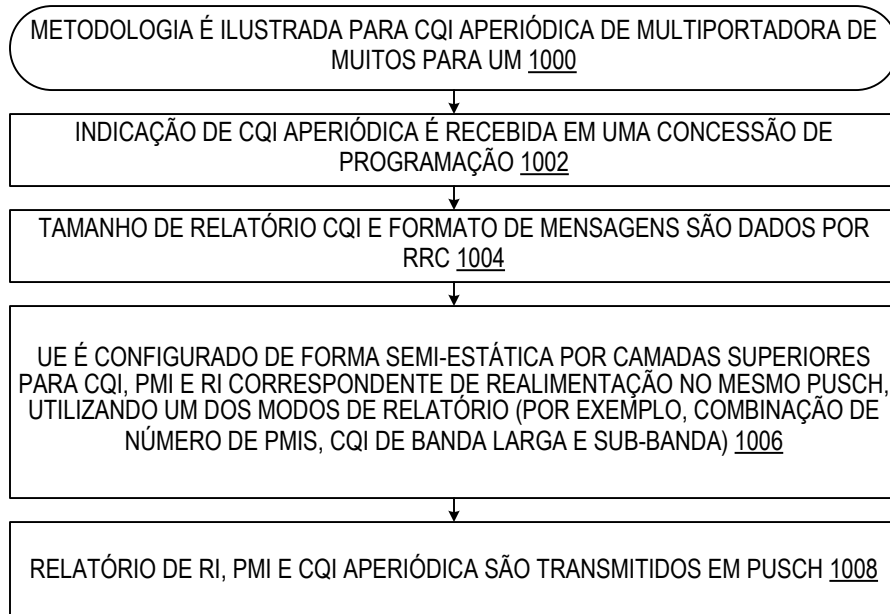 METODOLOGIA É ILUSTRADA PARA CQI APERIÓDICA DE MULTIPORTADORA DE
MUITOS PARA UM 1000
INDICAÇÃO DE CQI APERIÓDICA É RECEBIDA EM UMA CONCESSÃO DE
PROGRAMAÇÃO 1002
TAMANHO DE RELATÓRIO CQI E FORMATO DE MENSAGENS SÃO DADOS POR
RRC 1004
UE É CONFIGURADO DE FORMA SEMI-ESTÁTICA POR CAMADAS SUPERIORES
PARA CQI, PMI E RI CORRESPONDENTE DE REALIMENTAÇÃO NO MESMO PUSCH,
UTILIZANDO UM DOS MODOS DE RELATÓRIO (POR EXEMPLO, COMBINAÇÃO DE
NÚMERO DE PMIS, CQI DE BANDA LARGA E SUB-BANDA) 1006
RELATÓRIO DE RI, PMI E CQI APERIÓDICA SÃO TRANSMITIDOS EM PUSCH 1008